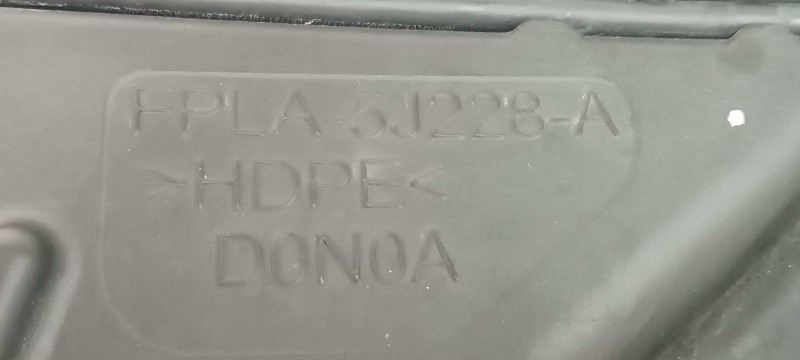 FPLA-5J228-A
>HDPE<
D0N0A